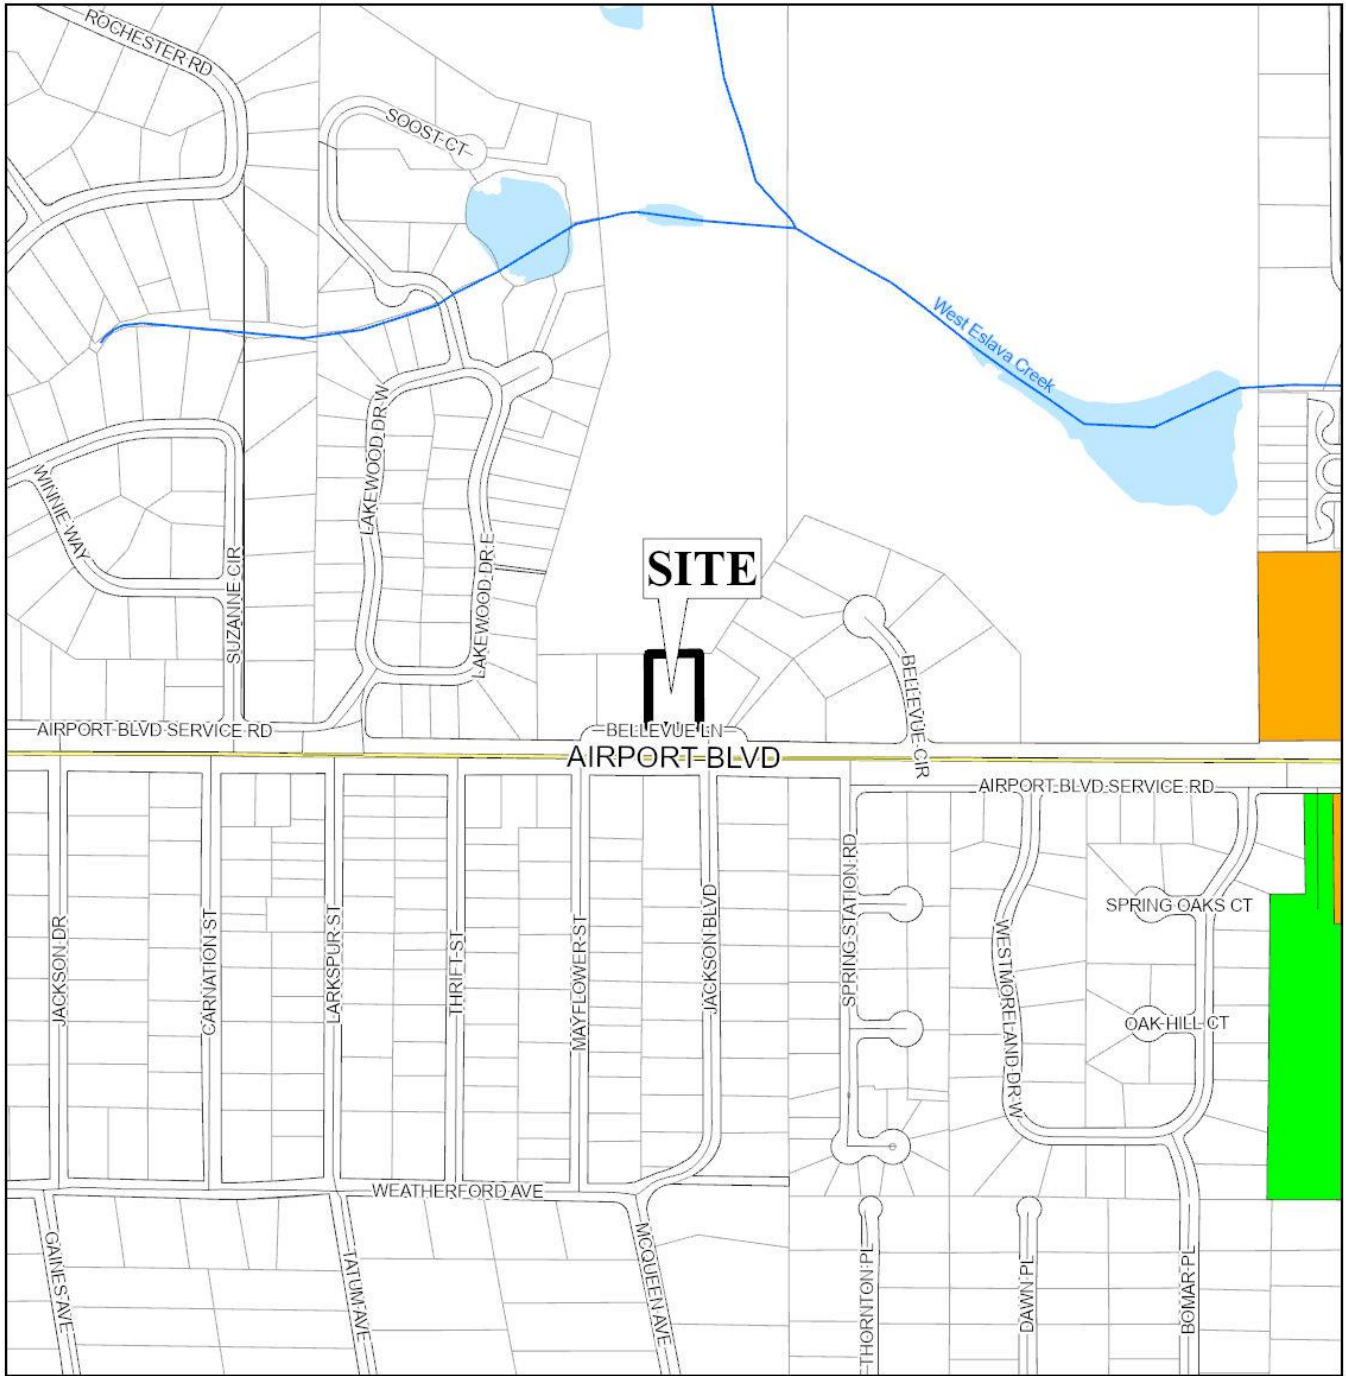 ROCHESTER RD
SOOST CT
West Eslava Creek
LAKEWOOD DR W
WINNIE WAY
SUZANNE CIR
LAKEWOOD DR E
SITE
BELLEVUE CIR
AIRPORT BLVD SERVICE RD
BELLEVUE LN
AIRPORT BLVD
AIRPORT BLVD SERVICE RD
JACKSON DR
CARNATION ST
LARKSPUR ST
THRIFT ST
MAYFLOWER ST
JACKSON BLVD
SPRING STATION RD
WESTMORELAND DR W
SPRING OAKS CT
OAK HILL CT
WEATHERFORD AVE
GAINES AVE
TATUM AVE
MCQUEEN AVE
THORNTON PL
DAWN PL
BOMAR PL